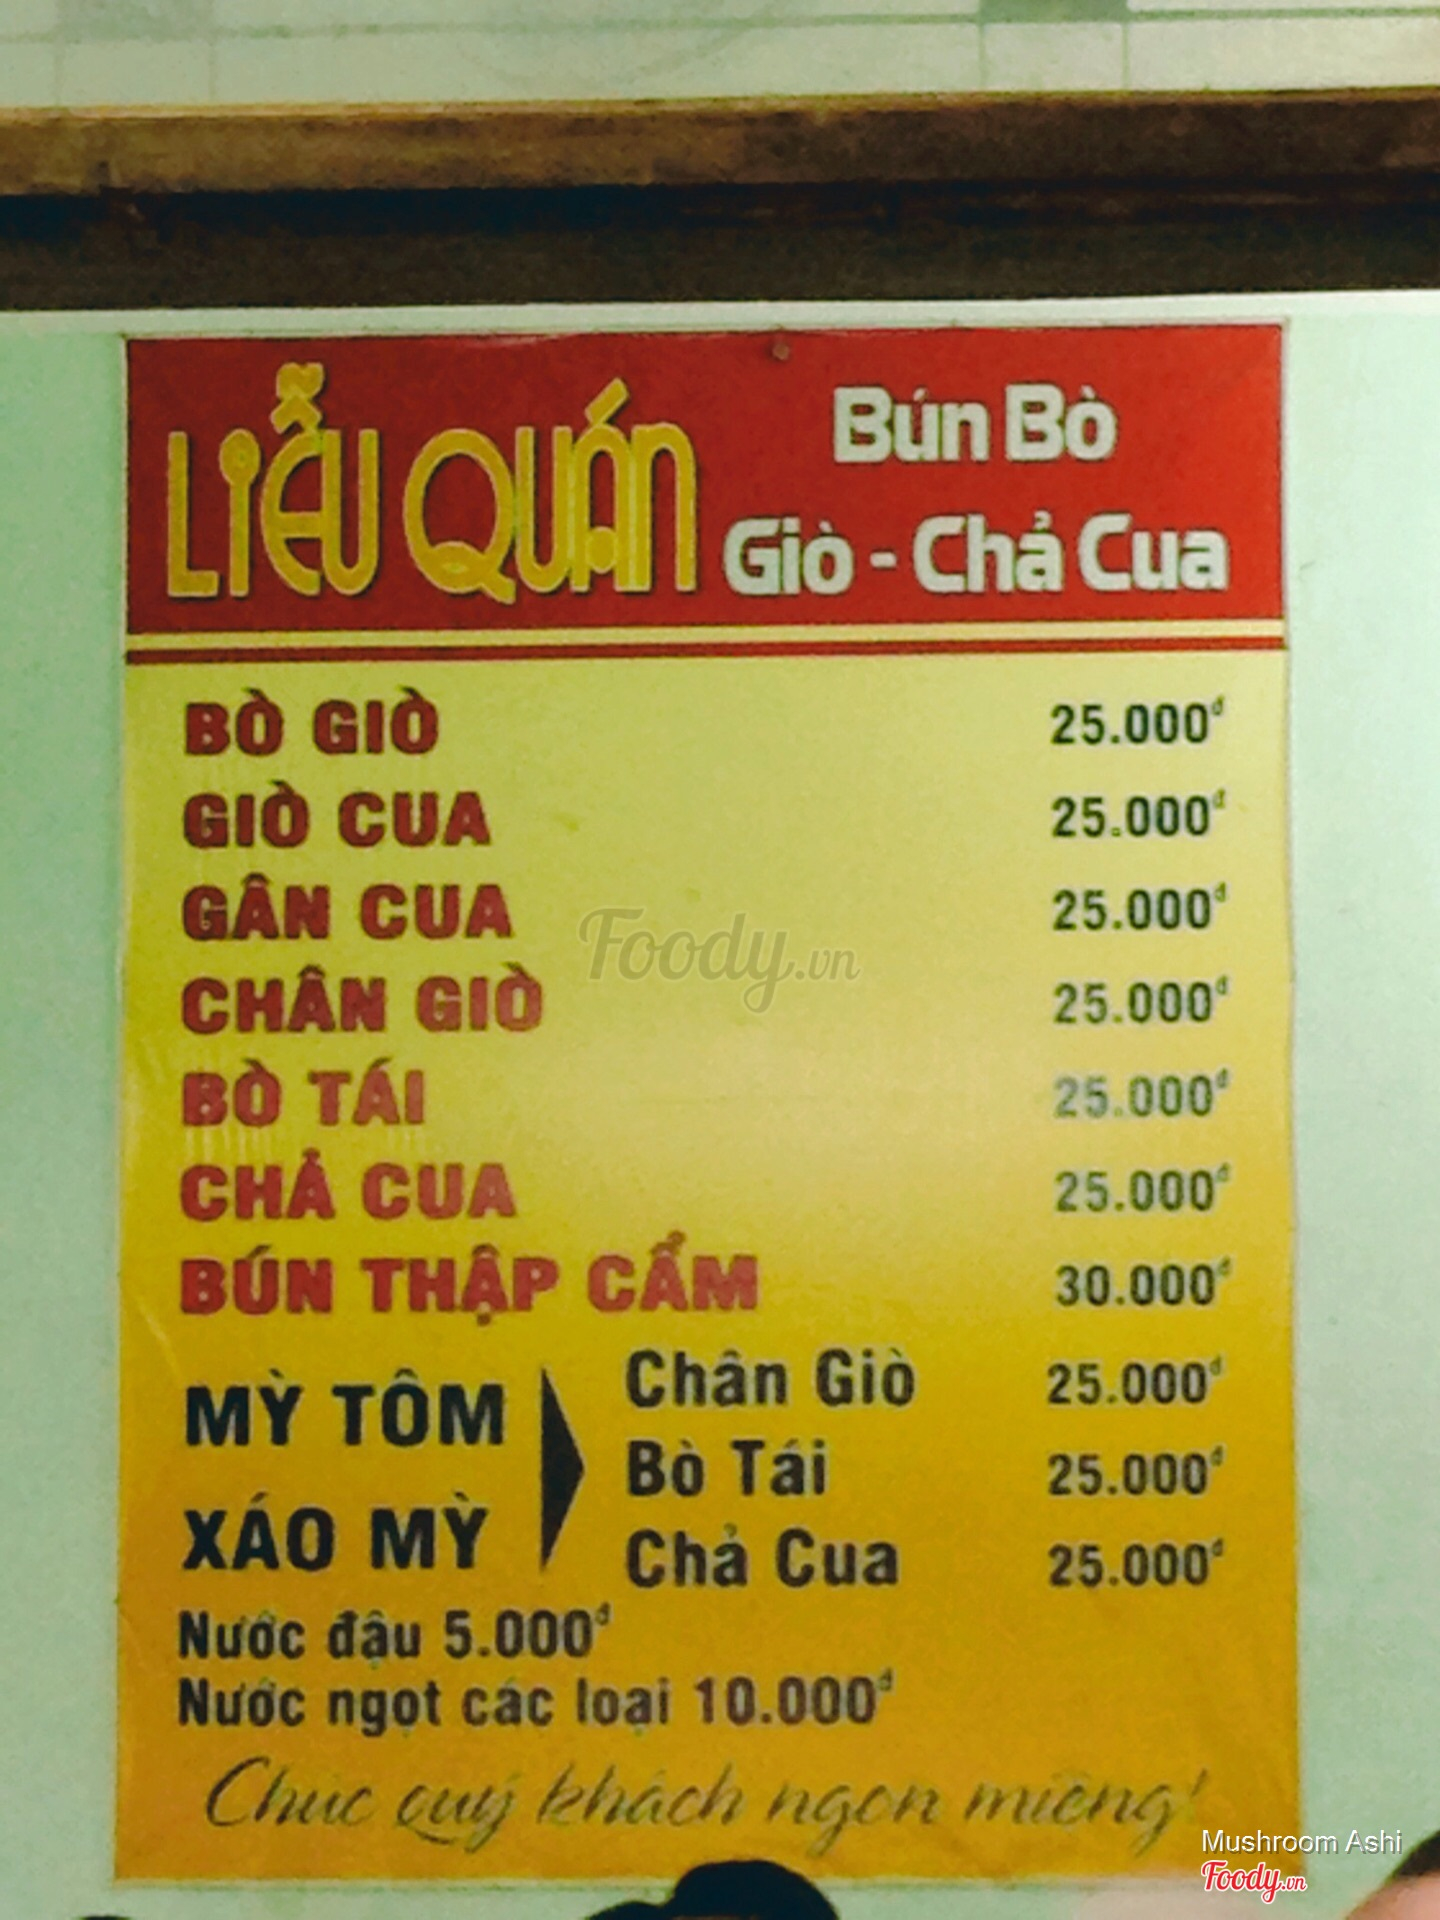 LIỄU QUÁN
Bún Bò
Giò - Chả Cua
BÒ GIÒ 25.000đ
GIÒ CUA 25.000đ
GÂN CUA 25.000đ
CHÂN GIÒ 25.000đ
BÒ TÁI 25.000đ
CHẢ CUA 25.000đ
BÚN THẬP CẨM 30.000đ
MỲ TÔM
XÁO MỲ
Chân Giò 25.000đ
Bò Tái 25.000đ
Chả Cua 25.000đ
Nước đậu 5.000đ
Nước ngọt các loại 10.000đ
Chúc quý khách ngon miệng!
Foody.vn
Mushroom Ashi
Foody.vn